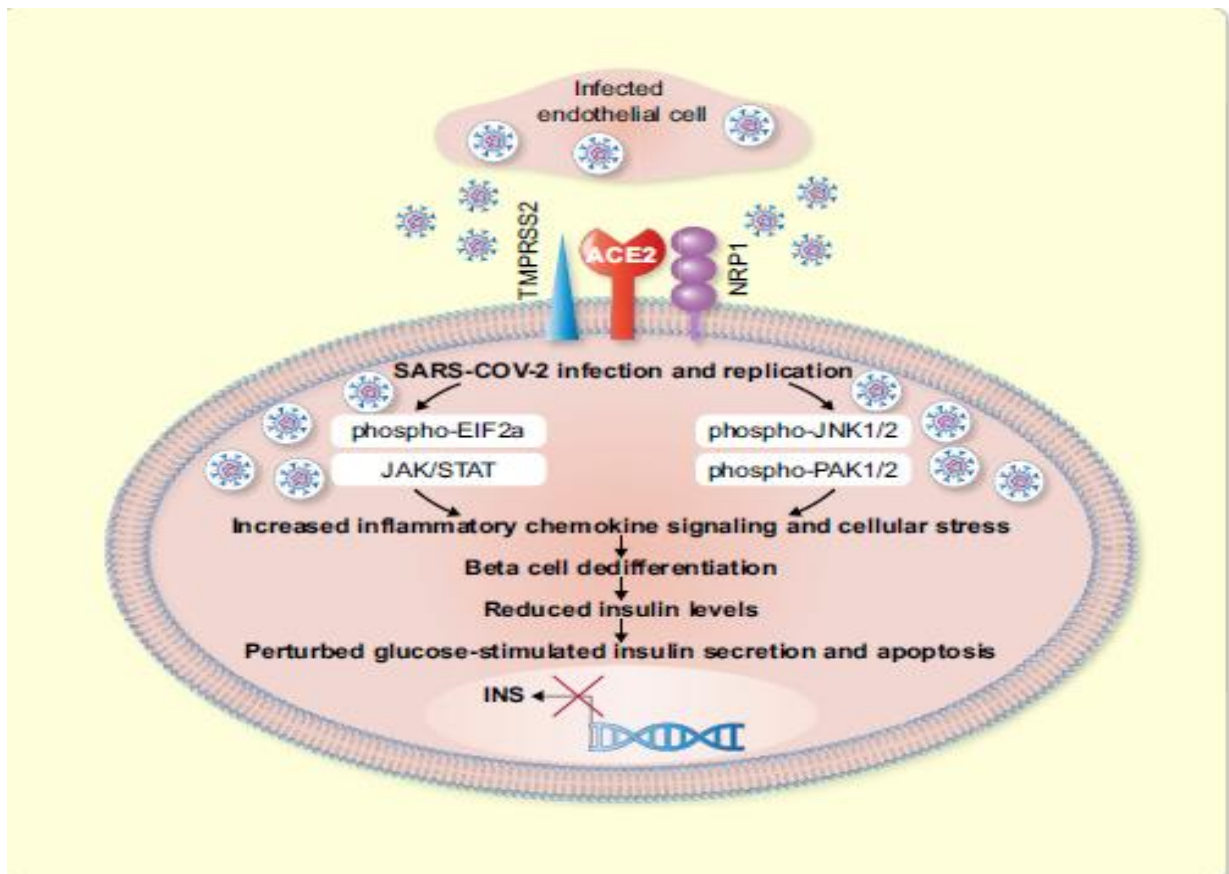 Infected
endothelial cell
TMPRSS2
ACE2
NRP1
SARS-COV-2 infection and replication
phospho-EIF2a
phospho-JNK1/2
JAK/STAT
phospho-PAK1/2
Increased inflammatory chemokine signaling and cellular stress
Beta cell dedifferentiation
Reduced insulin levels
Perturbed glucose-stimulated insulin secretion and apoptosis
INS